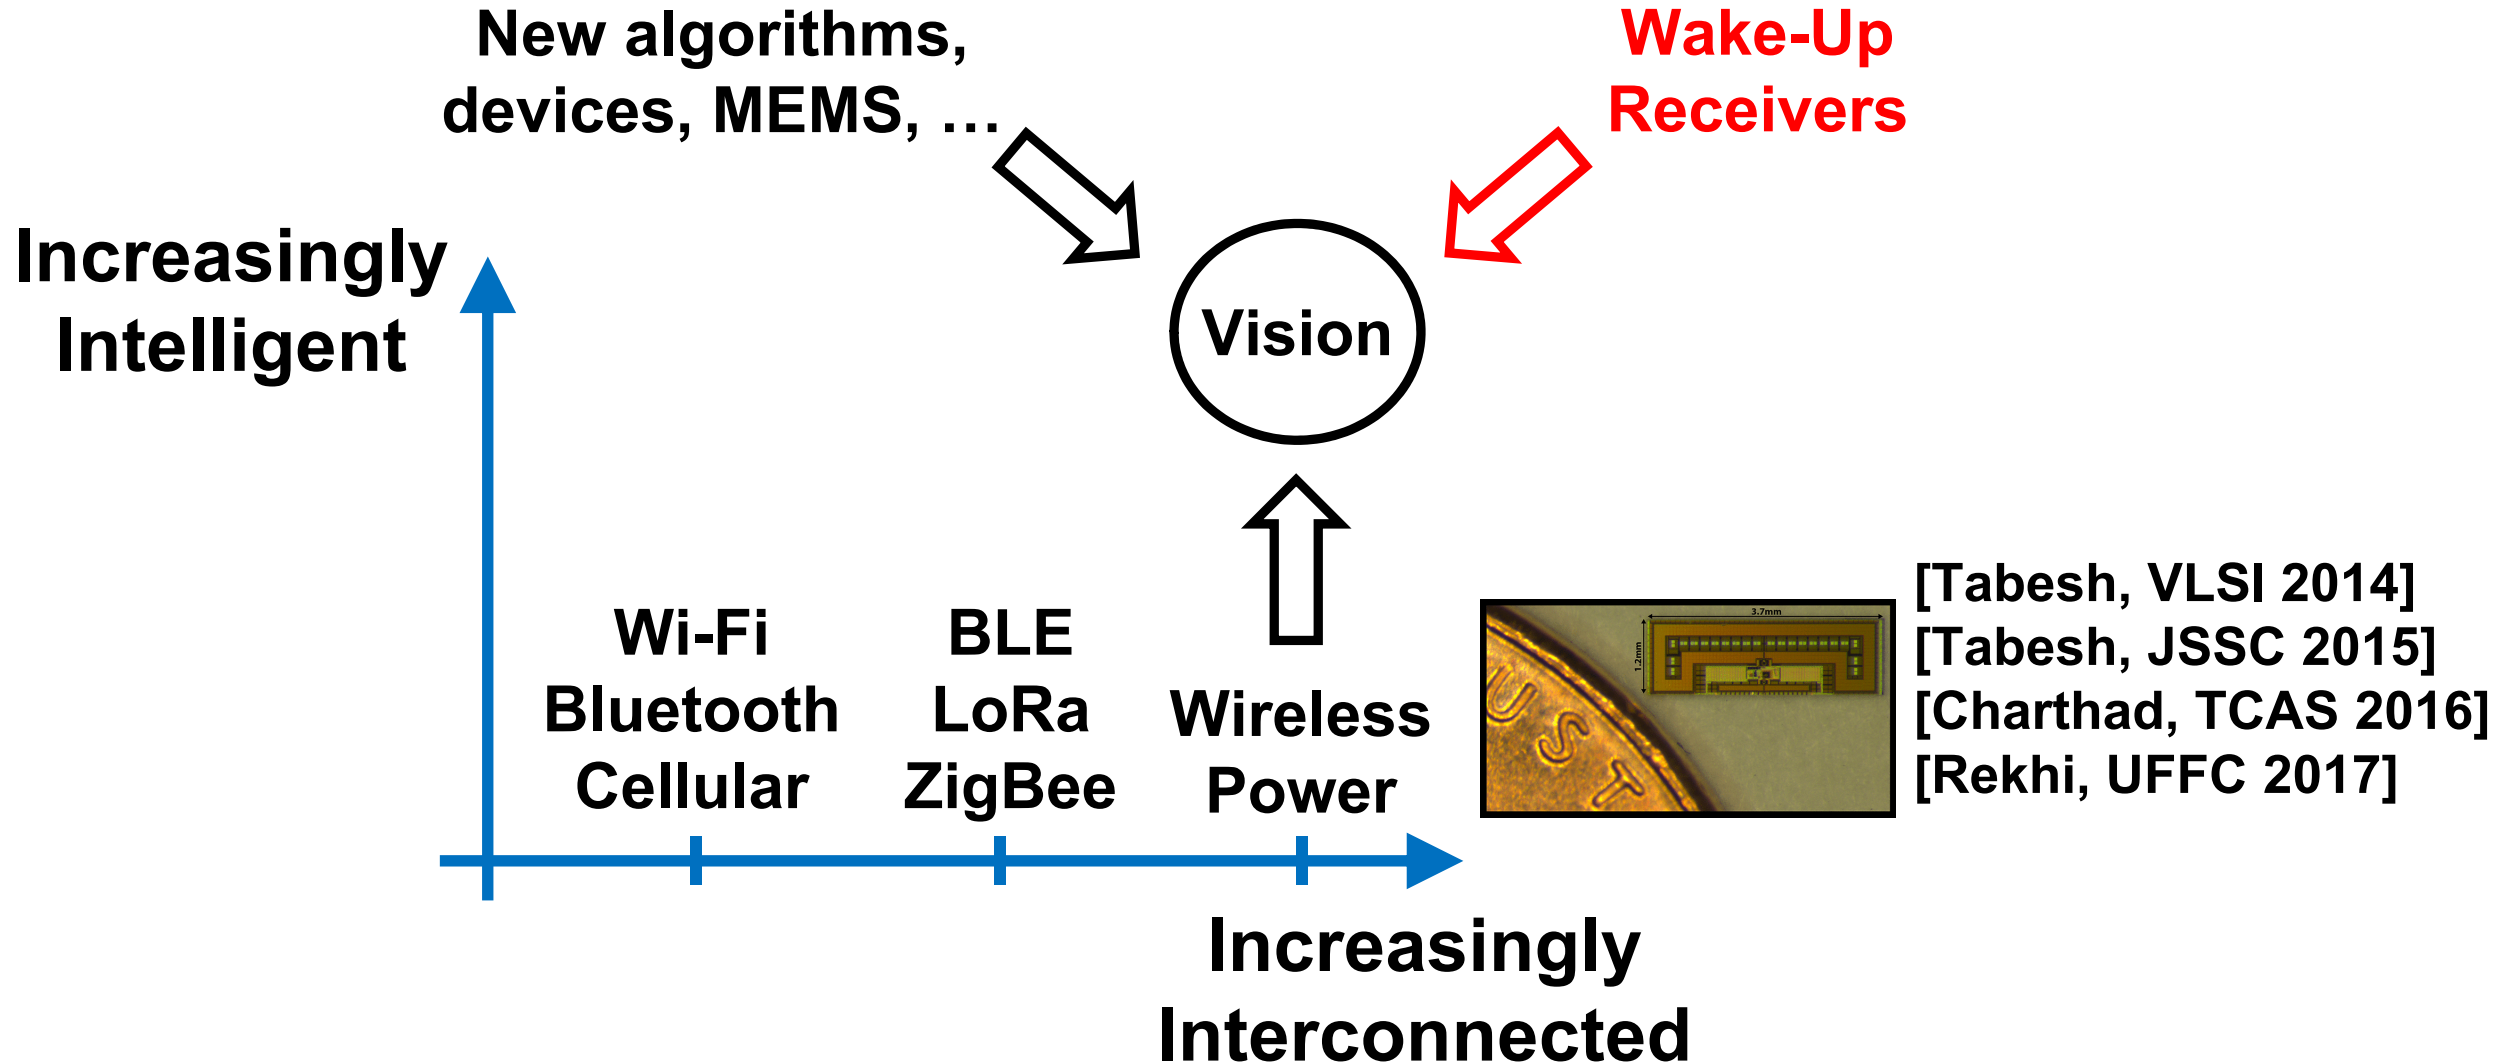 New algorithms,
devices, MEMS, …
Wake-Up
Receivers
Increasingly
Intelligent
Vision
Wi-Fi
Bluetooth
Cellular
BLE
LoRa
ZigBee
Wireless
Power
3.7mm
1.2mm
UST
[Tabesh, VLSI 2014]
[Tabesh, JSSC 2015]
[Charthad, TCAS 2016]
[Rekhi, UFFC 2017]
Increasingly
Interconnected